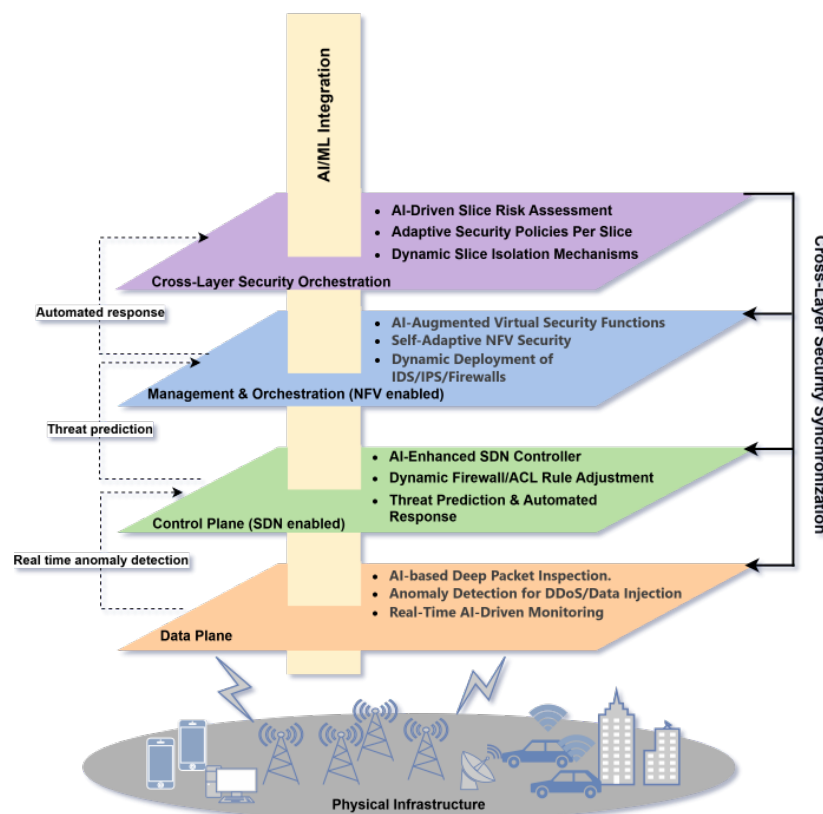 AI/ML Integration
• AI-Driven Slice Risk Assessment
• Adaptive Security Policies Per Slice
• Dynamic Slice Isolation Mechanisms
Cross-Layer Security Orchestration
Automated response
• AI-Augmented Virtual Security Functions
• Self-Adaptive NFV Security
• Dynamic Deployment of
IDS/IPS/Firewalls
Management & Orchestration (NFV enabled)
Threat prediction
• AI-Enhanced SDN Controller
• Dynamic Firewall/ACL Rule Adjustment
• Threat Prediction & Automated
Response
Control Plane (SDN enabled)
Real time anomaly detection
• AI-based Deep Packet Inspection.
• Anomaly Detection for DDoS/Data Injection
• Real-Time AI-Driven Monitoring
Data Plane
Cross-Layer Security Synchronization
Physical Infrastructure